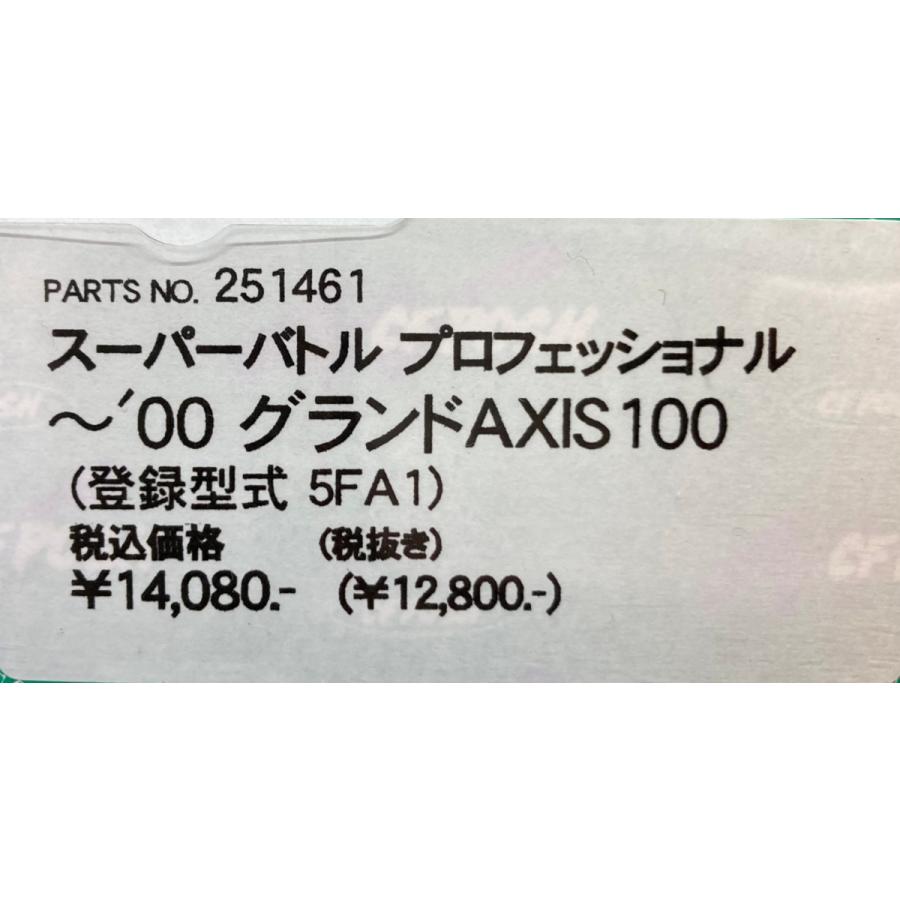 PARTS NO. 251461
スーパーバトル プロフェッショナル
～'00 グランドAXIS100
(登録型式 5FA1)
税込価格 (税抜き)
¥14,080.- (¥12,800.-)